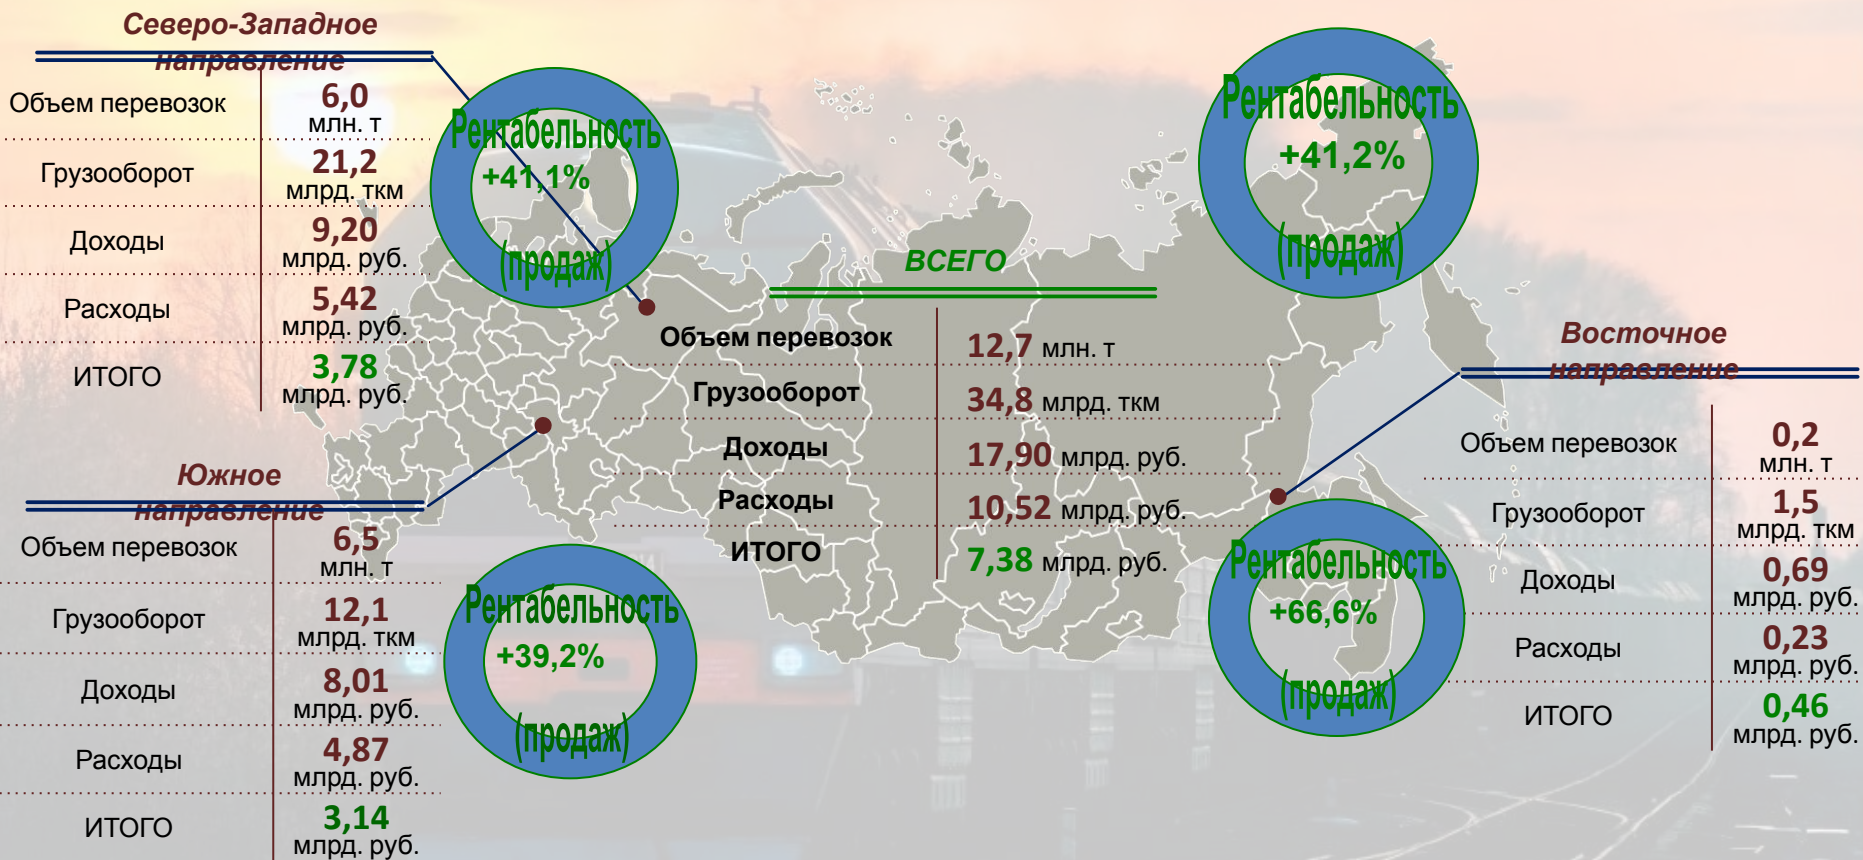 Северо-Западное
направление
Объем перевозок
6,0
млн. т
Грузооборот
21,2
млрд. ткм
Доходы
9,20
млрд. руб.
Расходы
5,42
млрд. руб.
ИТОГО
3,78
млрд. руб.
Рентабельность
+41,1%
(продаж)
Рентабельность
+41,2%
(продаж)
ВСЕГО
Объем перевозок
12,7 млн. т
Грузооборот
34,8 млрд. ткм
Доходы
17,90 млрд. руб.
Расходы
10,52 млрд. руб.
ИТОГО
7,38 млрд. руб.
Восточное
направление
Объем перевозок
0,2
млн. т
Грузооборот
1,5
млрд. ткм
Доходы
0,69
млрд. руб.
Расходы
0,23
млрд. руб.
ИТОГО
0,46
млрд. руб.
Рентабельность
+66,6%
(продаж)
Южное
направление
Объем перевозок
6,5
млн. т
Грузооборот
12,1
млрд. ткм
Доходы
8,01
млрд. руб.
Расходы
4,87
млрд. руб.
ИТОГО
3,14
млрд. руб.
Рентабельность
+39,2%
(продаж)